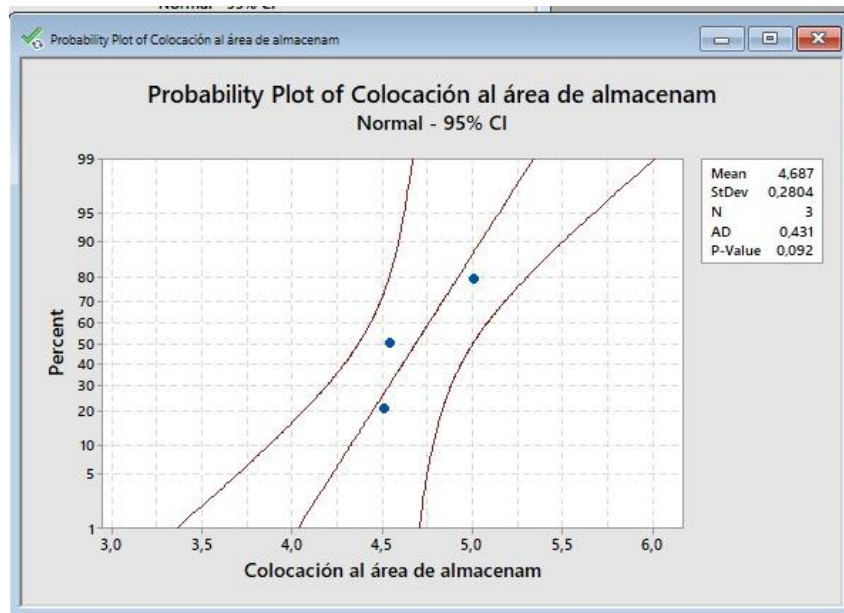 Probability Plot of Colocación al área de almacenam
Probability Plot of Colocación al área de almacenam
Normal - 95% CI
99
95
90
80
70
60
50
40
30
20
10
5
1
Percent
3,0 3,5 4,0 4,5 5,0 5,5 6,0
Colocación al área de almacenam
Mean 4,687
StDev 0,2804
N 3
AD 0,431
P-Value 0,092